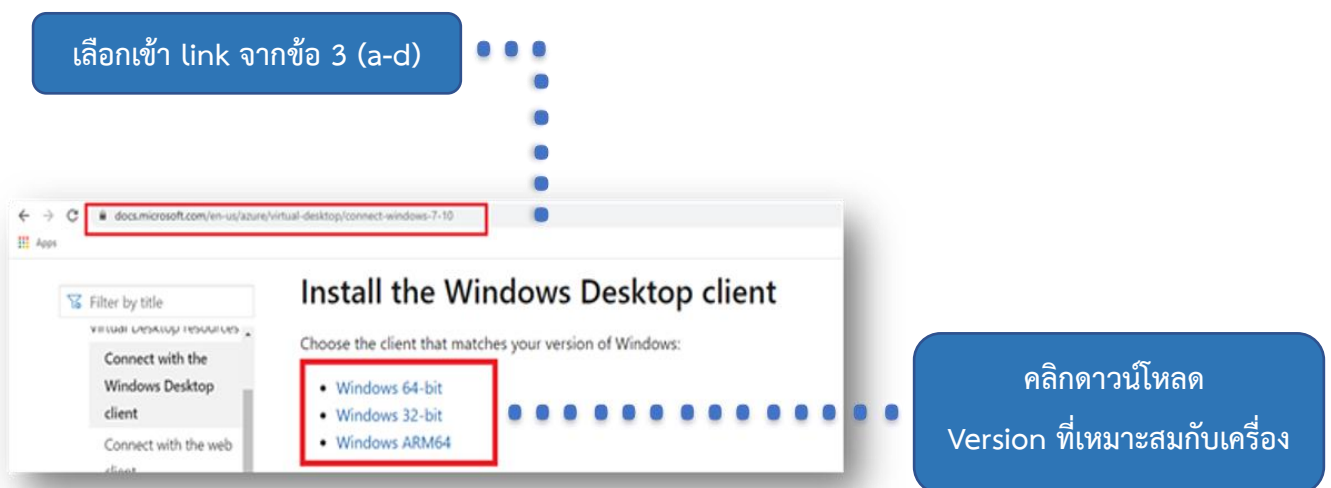 เลือกเข้า link จากข้อ 3 (a-d)
docs.microsoft.com/en-us/azure/virtual-desktop/connect-windows-7-10
Apps
Filter by title
Virtual Desktop resources
Connect with the
Windows Desktop
client
Connect with the web
client
Install the Windows Desktop client
Choose the client that matches your version of Windows:
• Windows 64-bit
• Windows 32-bit
• Windows ARM64
คลิกดาวน์โหลด
Version ที่เหมาะสมกับเครื่อง